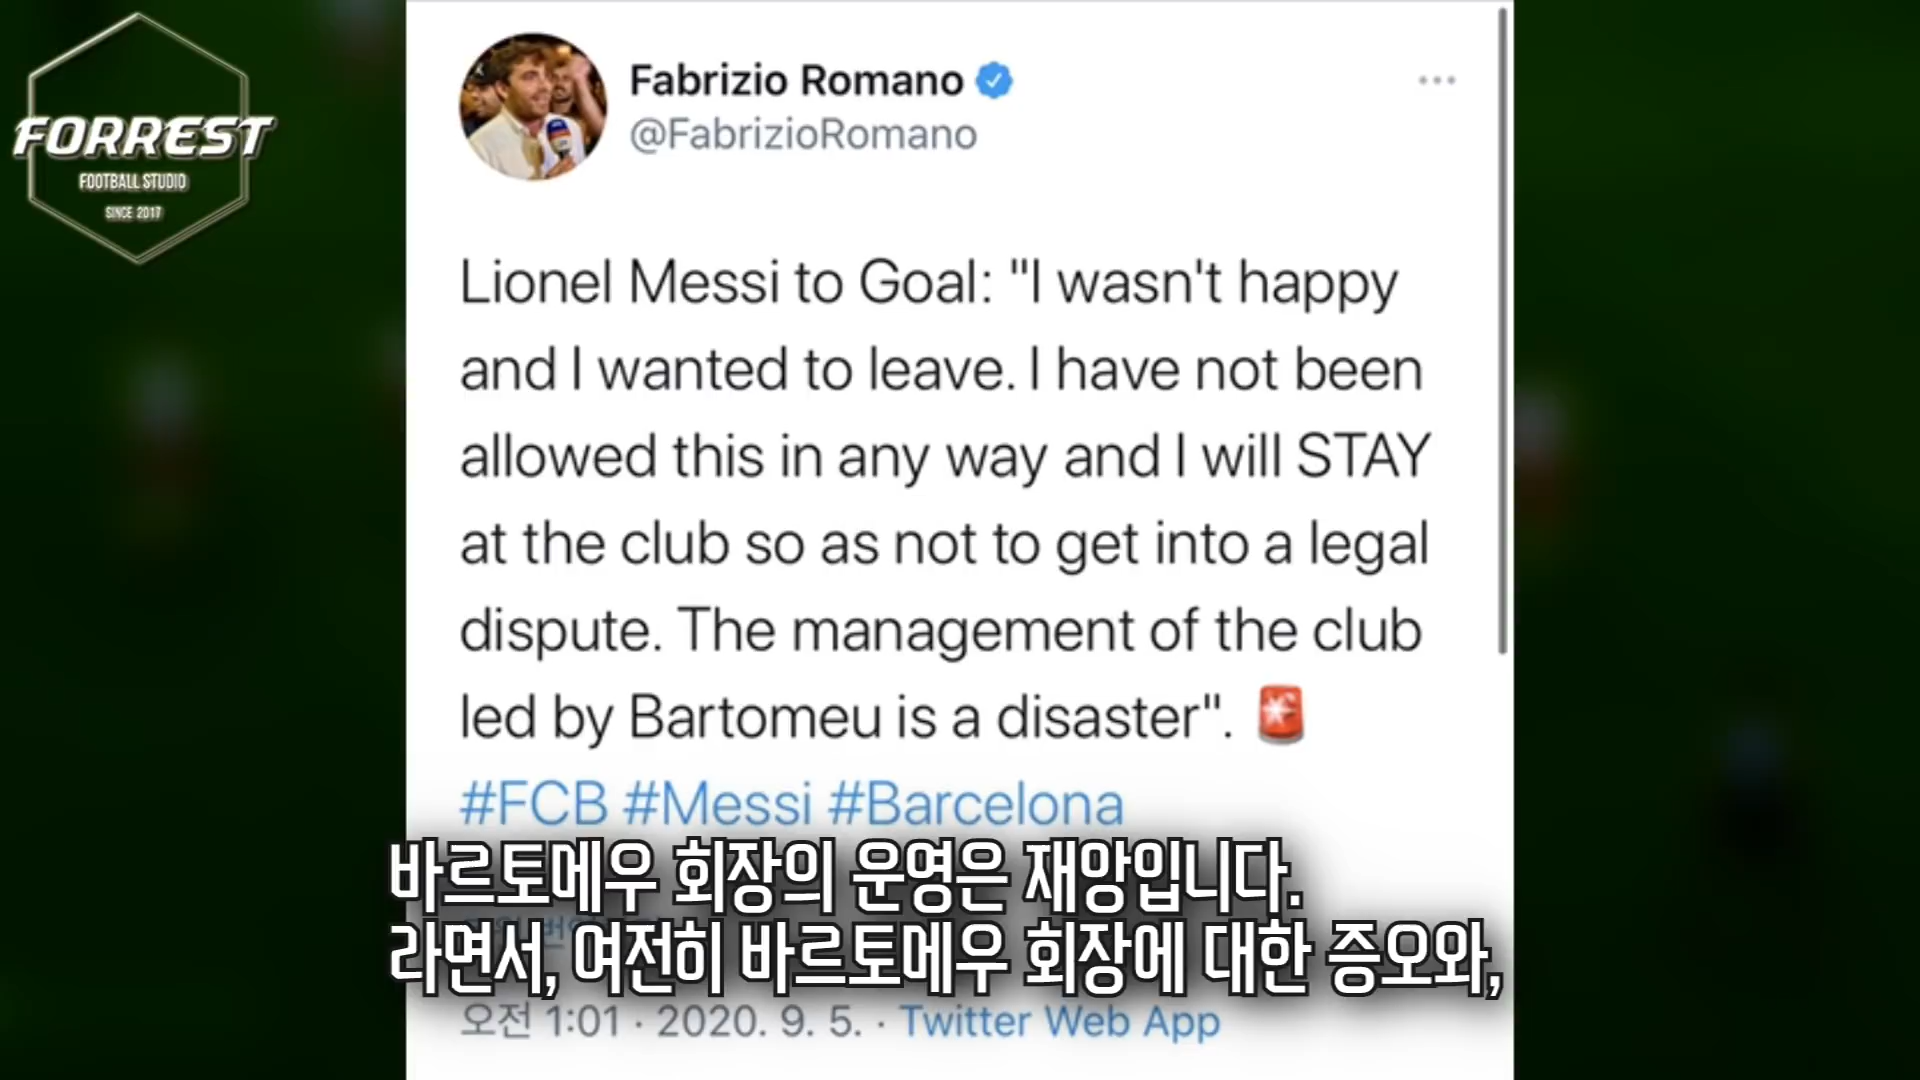 FORREST
FOOTBALL STUDIO
SINCE 2017
Fabrizio Romano
@FabrizioRomano
Lionel Messi to Goal: "I wasn't happy
and I wanted to leave. I have not been
allowed this in any way and I will STAY
at the club so as not to get into a legal
dispute. The management of the club
led by Bartomeu is a disaster". 🚨
#FCB #Messi #Barcelona
바르토메우 회장의 운영은 재앙입니다.
라면서, 여전히 바르토메우 회장에 대한 증오와,
오전 1:01 · 2020. 9. 5. · Twitter Web App